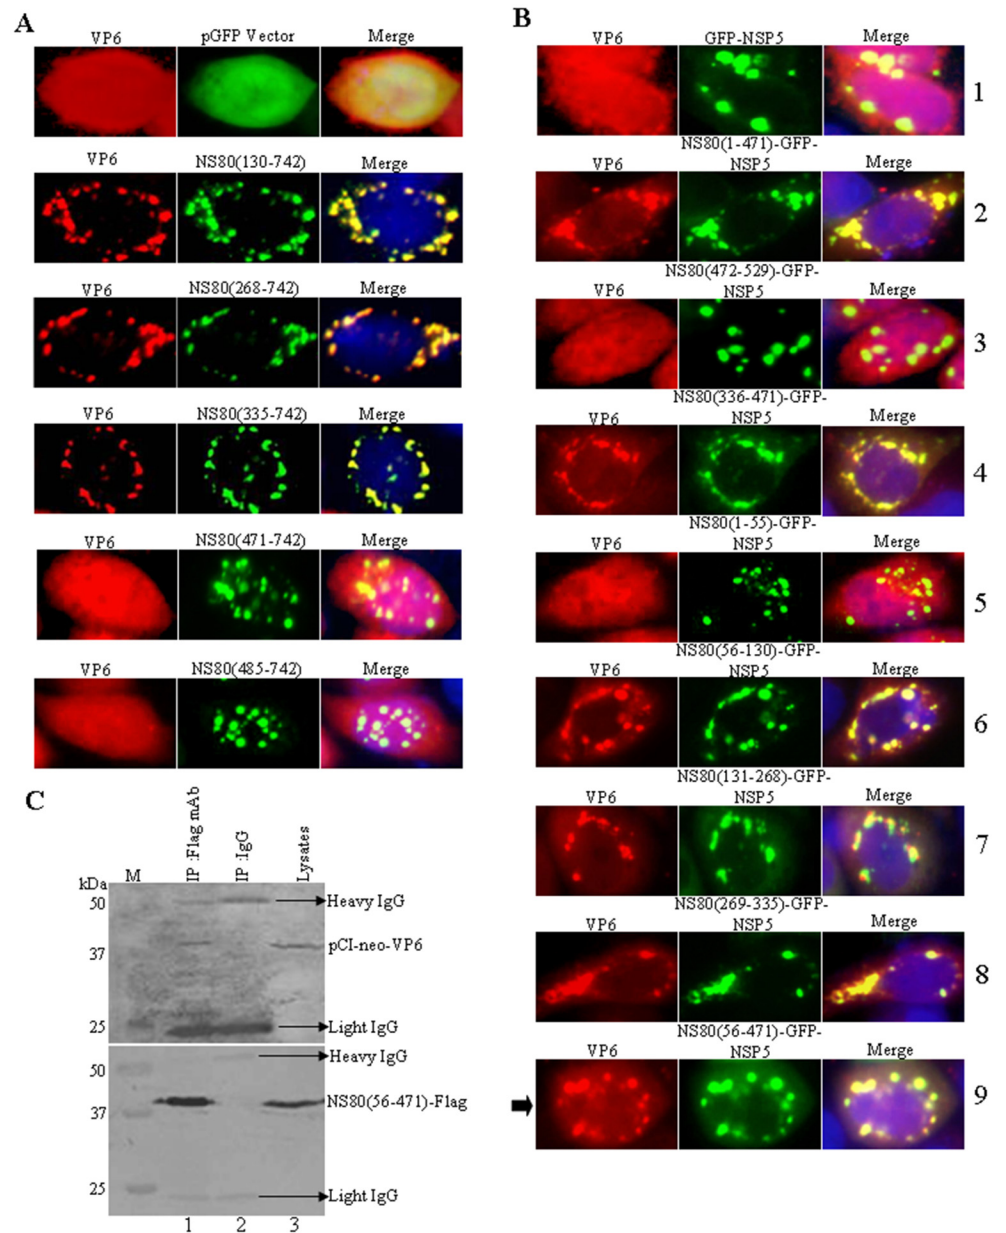 A
VP6 pGFP Vector Merge
VP6 NS80(130-742) Merge
VP6 NS80(268-742) Merge
VP6 NS80(335-742) Merge
VP6 NS80(471-742) Merge
VP6 NS80(485-742) Merge
B
VP6 GFP-NSP5 Merge
1
NS80(1-471)-GFP-
VP6 NSP5 Merge
2
NS80(472-529)-GFP-
VP6 NSP5 Merge
3
NS80(336-471)-GFP-
VP6 NSP5 Merge
4
NS80(1-55)-GFP-
VP6 NSP5 Merge
5
NS80(56-130)-GFP-
VP6 NSP5 Merge
6
NS80(131-268)-GFP-
VP6 NSP5 Merge
7
NS80(269-335)-GFP-
VP6 NSP5 Merge
8
NS80(56-471)-GFP-
VP6 NSP5 Merge
9
C
M IP :Flag mAb IP :IgG Lysates
kDa
50 Heavy IgG
pCI-neo-VP6
37
25 Light IgG
Heavy IgG
50
NS80(56-471)-Flag
37
25 Light IgG
1 2 3